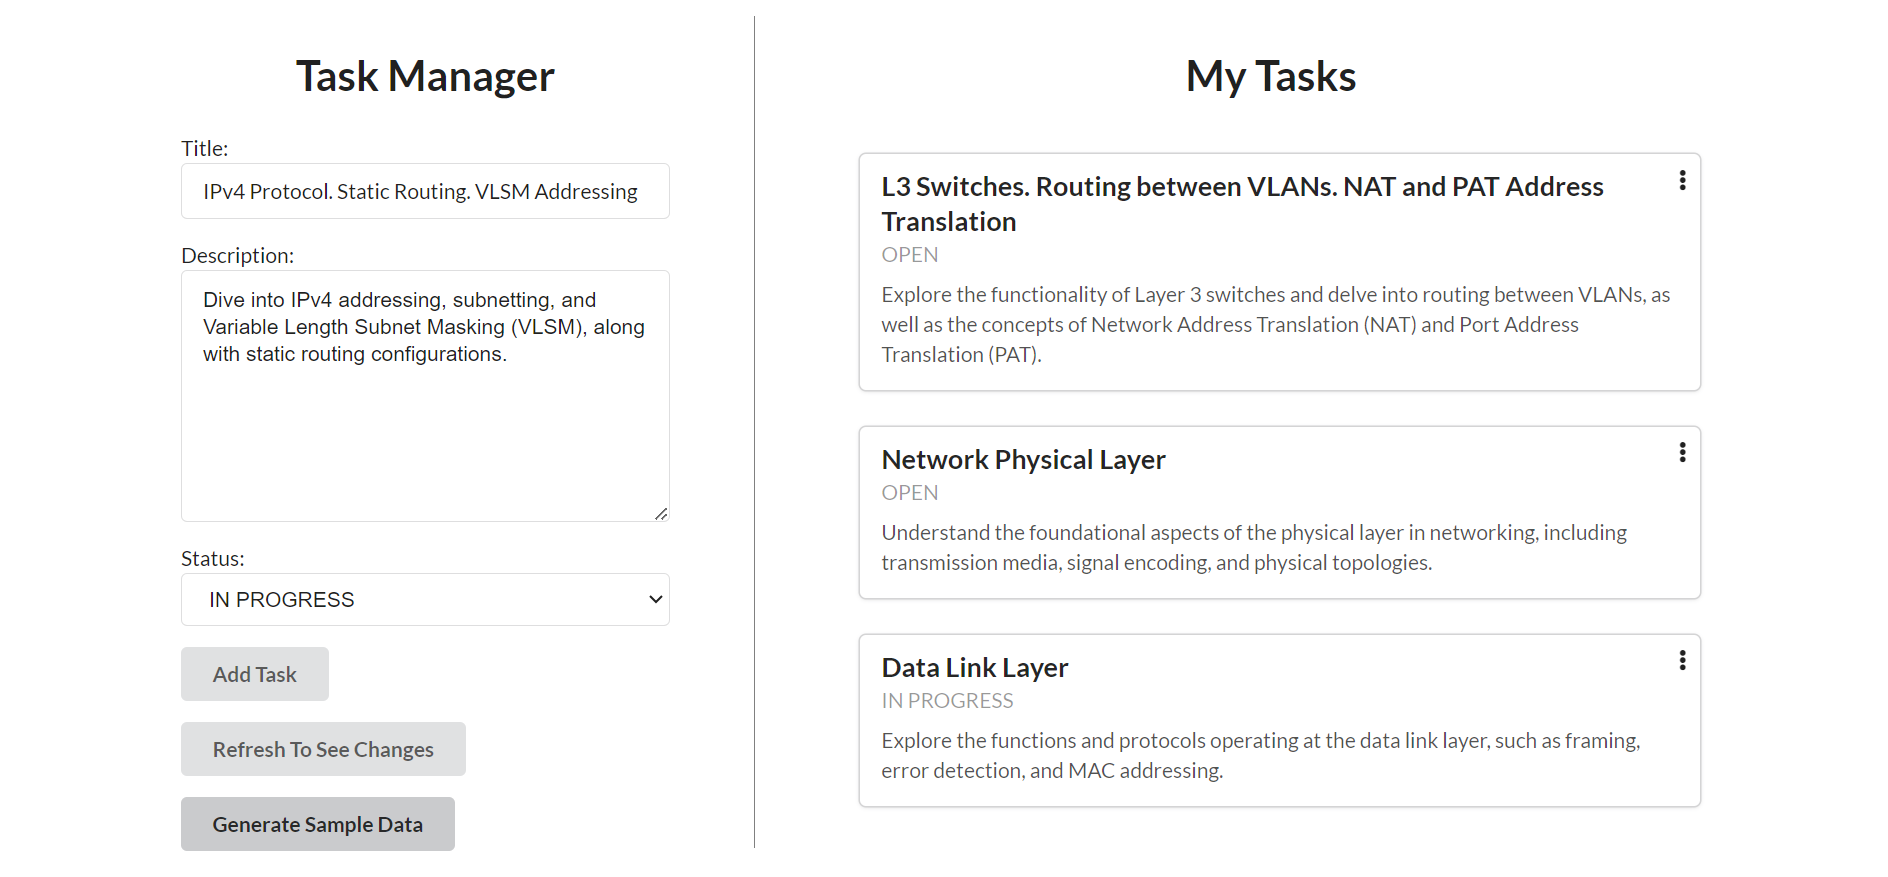 Task Manager
Title:
IPv4 Protocol. Static Routing. VLSM Addressing
Description:
Dive into IPv4 addressing, subnetting, and
Variable Length Subnet Masking (VLSM), along
with static routing configurations.
Status:
IN PROGRESS
Add Task
Refresh To See Changes
Generate Sample Data
My Tasks
L3 Switches. Routing between VLANs. NAT and PAT Address
Translation
OPEN
Explore the functionality of Layer 3 switches and delve into routing between VLANs, as
well as the concepts of Network Address Translation (NAT) and Port Address
Translation (PAT).
Network Physical Layer
OPEN
Understand the foundational aspects of the physical layer in networking, including
transmission media, signal encoding, and physical topologies.
Data Link Layer
IN PROGRESS
Explore the functions and protocols operating at the data link layer, such as framing,
error detection, and MAC addressing.